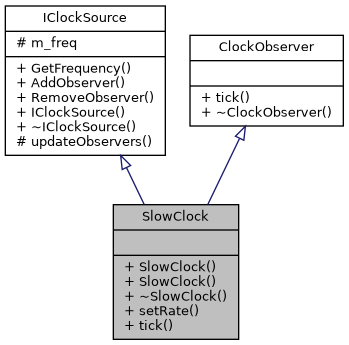 IClockSource
# m_freq
+ GetFrequency()
+ AddObserver()
+ RemoveObserver()
+ IClockSource()
+ ~IClockSource()
# updateObservers()
ClockObserver
+ tick()
+ ~ClockObserver()
SlowClock
+ SlowClock()
+ SlowClock()
+ ~SlowClock()
+ setRate()
+ tick()